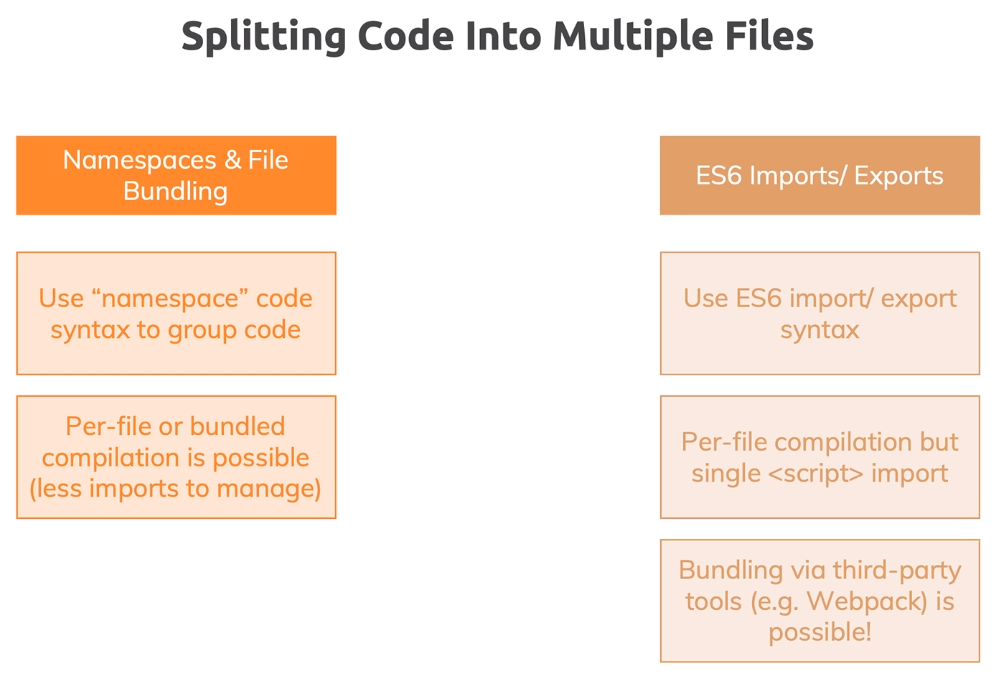 Splitting Code Into Multiple Files
Namespaces & File
Bundling
Use “namespace” code
syntax to group code
Per-file or bundled
compilation is possible
(less imports to manage)
ES6 Imports/ Exports
Use ES6 import/ export
syntax
Per-file compilation but
single <script> import
Bundling via third-party
tools (e.g. Webpack) is
possible!